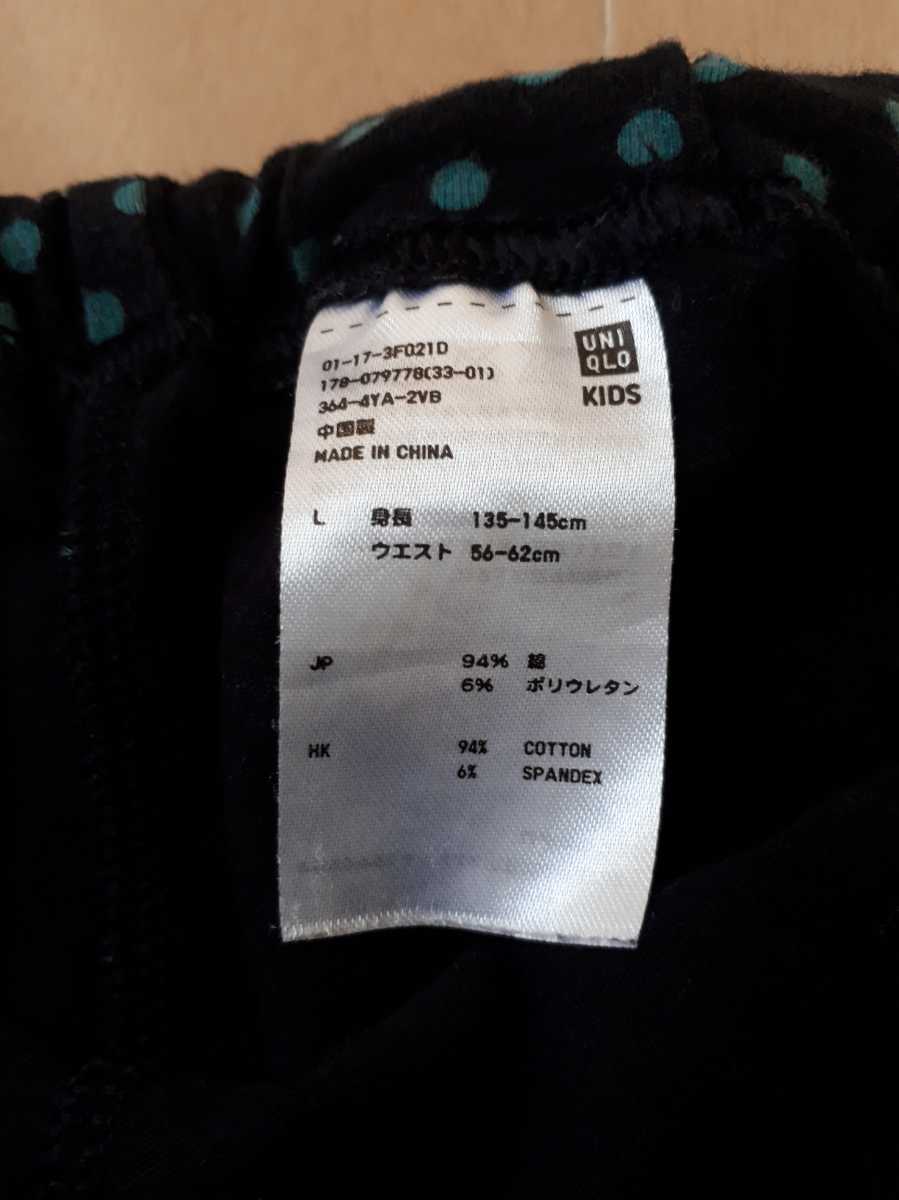 UNI
QLO
KIDS
01-17-3F021D
178-079778(33-01)
364-4YA-2VB
中国製
MADE IN CHINA
L 身長 135-145cm
ウエスト 56-62cm
JP 94% 綿
6% ポリウレタン
HK 94% COTTON
6% SPANDEX